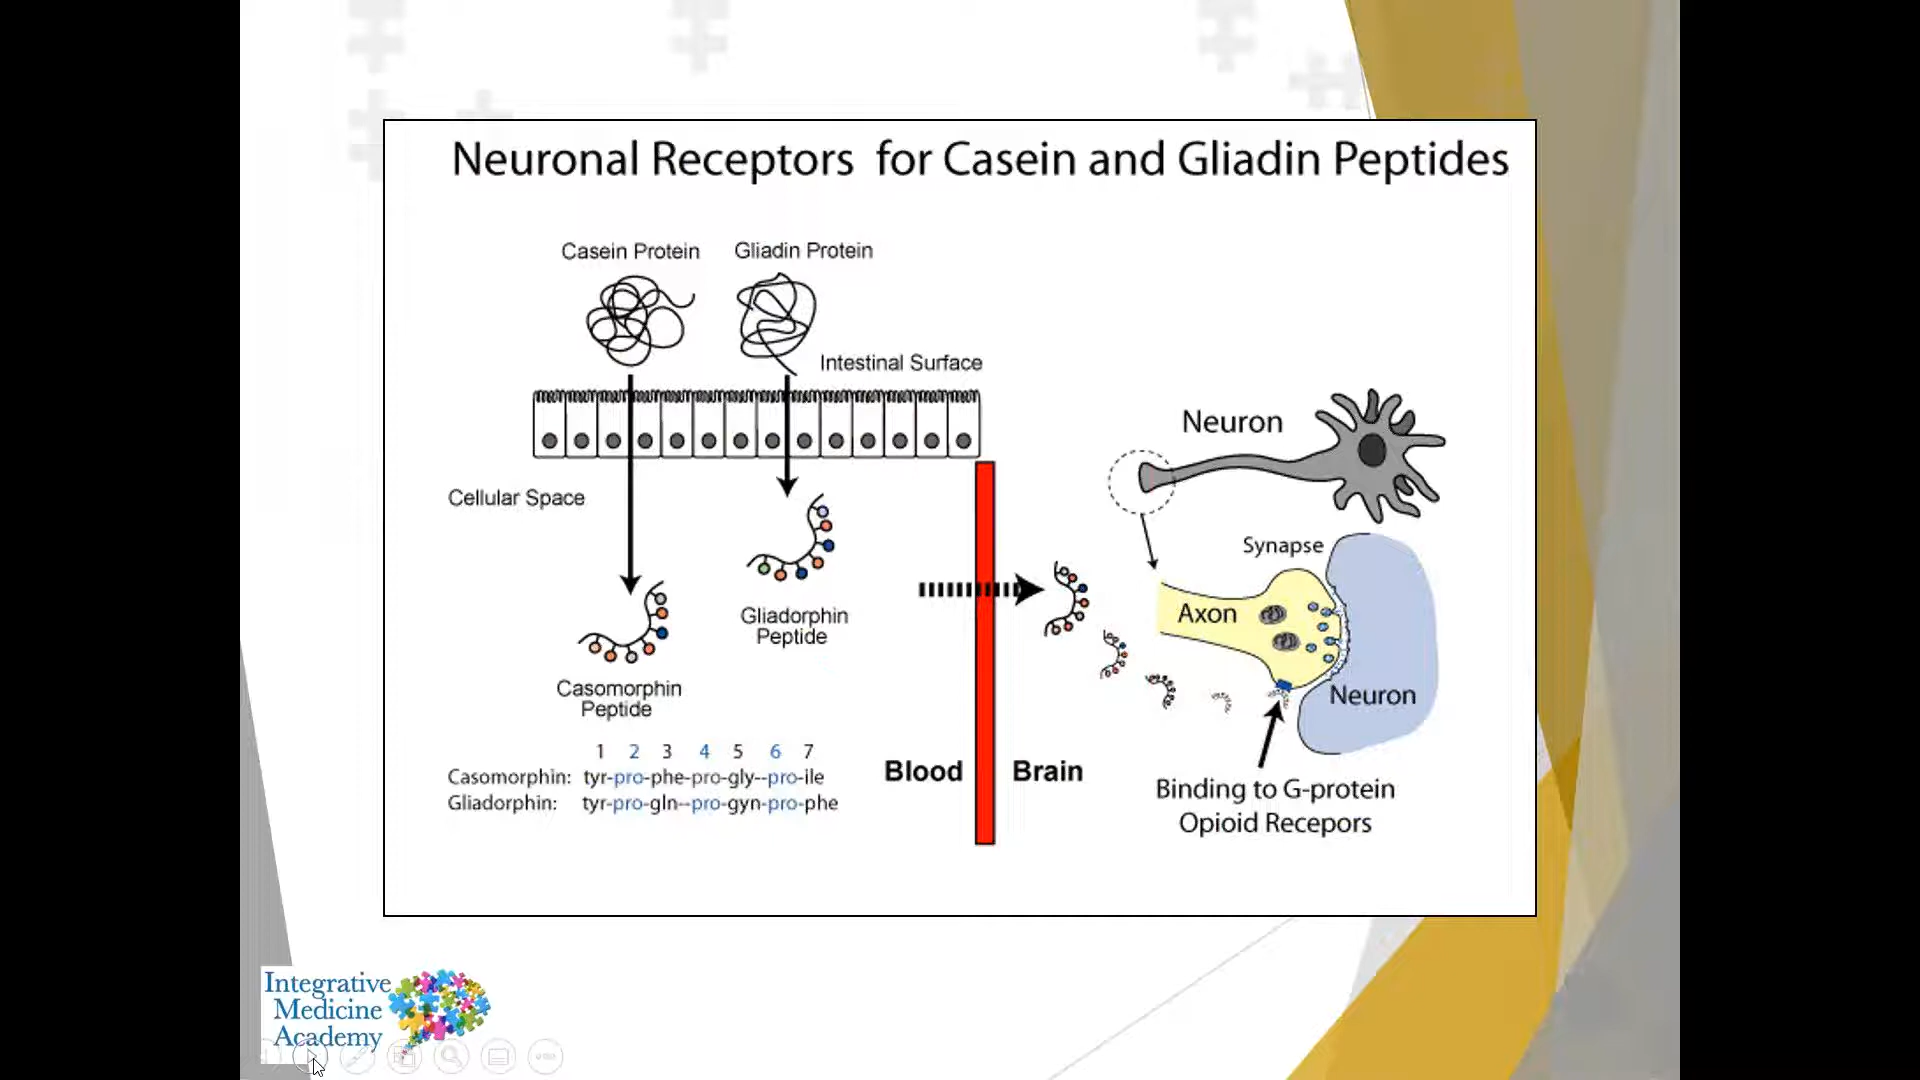 Neuronal Receptors for Casein and Gliadin Peptides
Casein Protein
Gliadin Protein
Intestinal Surface
Cellular Space
Gliadorphin
Peptide
Casomorphin
Peptide
1 2 3 4 5 6 7
Casomorphin: tyr-pro-phe-pro-gly--pro-ile
Gliadorphin: tyr-pro-gln--pro-gyn-pro-phe
Blood
Brain
Neuron
Synapse
Axon
Neuron
Binding to G-protein
Opioid Recepors
Integrative
Medicine
Academy